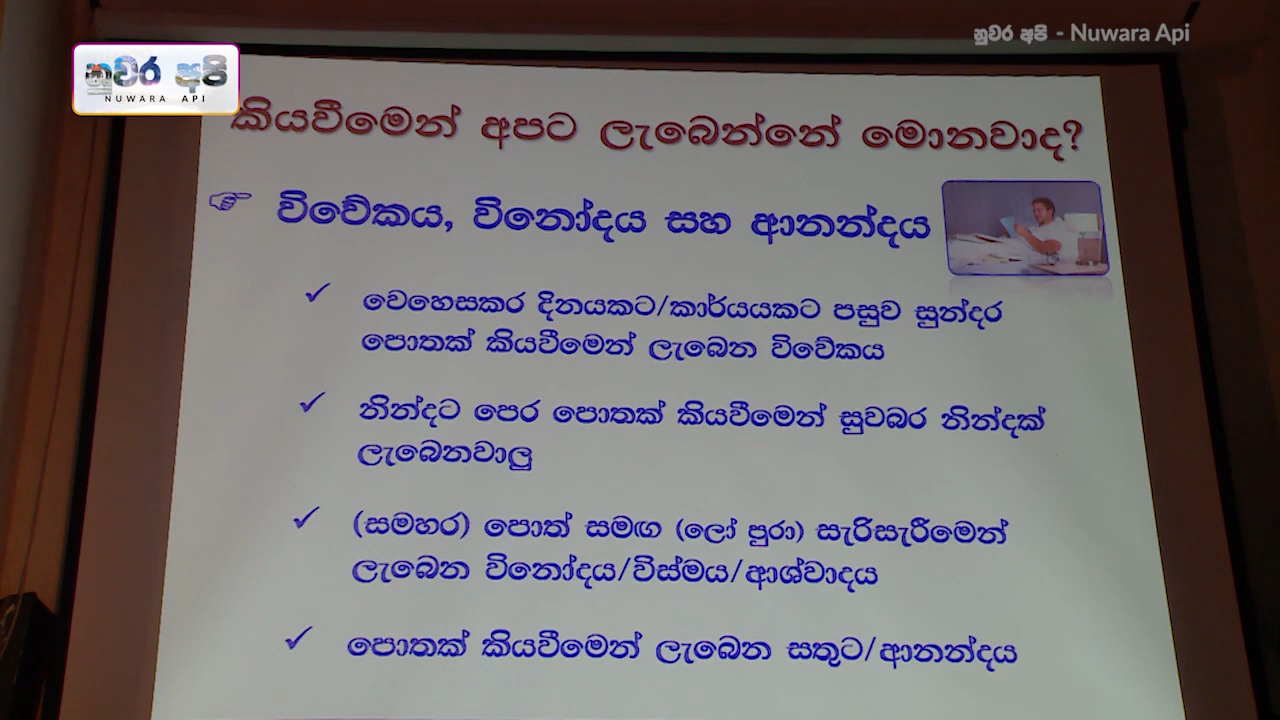 නුවර අපි - Nuwara Api
නුවර අපි
NUWARA API
කියවීමෙන් අපට ලැබෙන්නේ මොනවාද?
☞ විවේකය, විනෝදය සහ ආනන්දය
✓ වෙහෙසකර දිනයකට/කාර්යයකට පසුව සුන්දර
පොතක් කියවීමෙන් ලැබෙන විවේකය
✓ නින්දට පෙර පොතක් කියවීමෙන් සුවබර නින්දක්
ලැබෙනවාලු
✓ (සමහර) පොත් සමඟ (ලෝ පුරා) සැරිසැරීමෙන්
ලැබෙන විනෝදය/විස්මය/ආශ්වාදය
✓ පොතක් කියවීමෙන් ලැබෙන සතුට/ආනන්දය